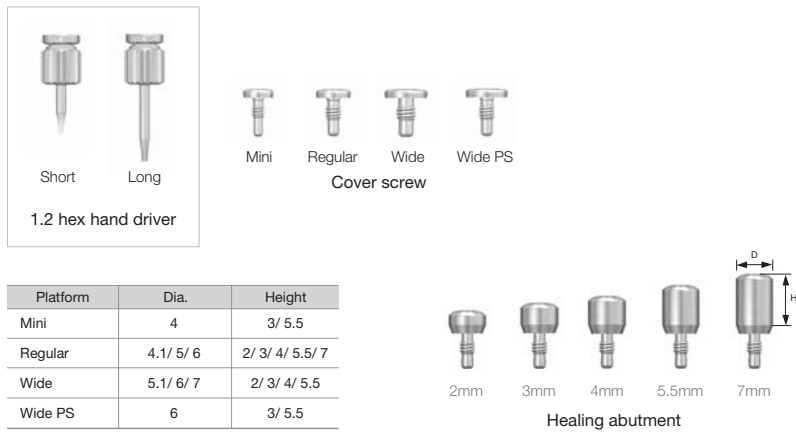 Short Long
1.2 hex hand driver
Mini Regular Wide Wide PS
Cover screw
Platform Dia. Height
Mini 4 3/ 5.5
Regular 4.1/ 5/ 6 2/ 3/ 4/ 5.5/ 7
Wide 5.1/ 6/ 7 2/ 3/ 4/ 5.5
Wide PS 6 3/ 5.5
D
H
2mm 3mm 4mm 5.5mm 7mm
Healing abutment